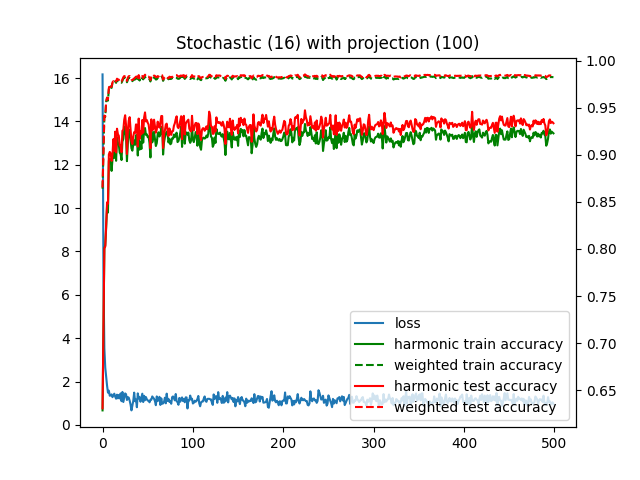 Stochastic (16) with projection (100)
16
14
12
10
8
6
4
2
0
1.00
0.95
0.90
0.85
0.80
0.75
0.70
0.65
loss
harmonic train accuracy
weighted train accuracy
harmonic test accuracy
weighted test accuracy
0 100 200 300 400 500